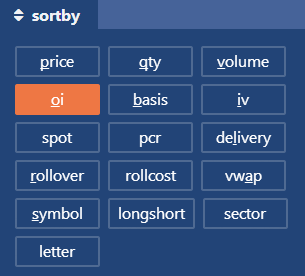 sortby
price qty volume
oi basis iv
spot pcr delivery
rollover rollcost vwap
symbol longshort sector
letter